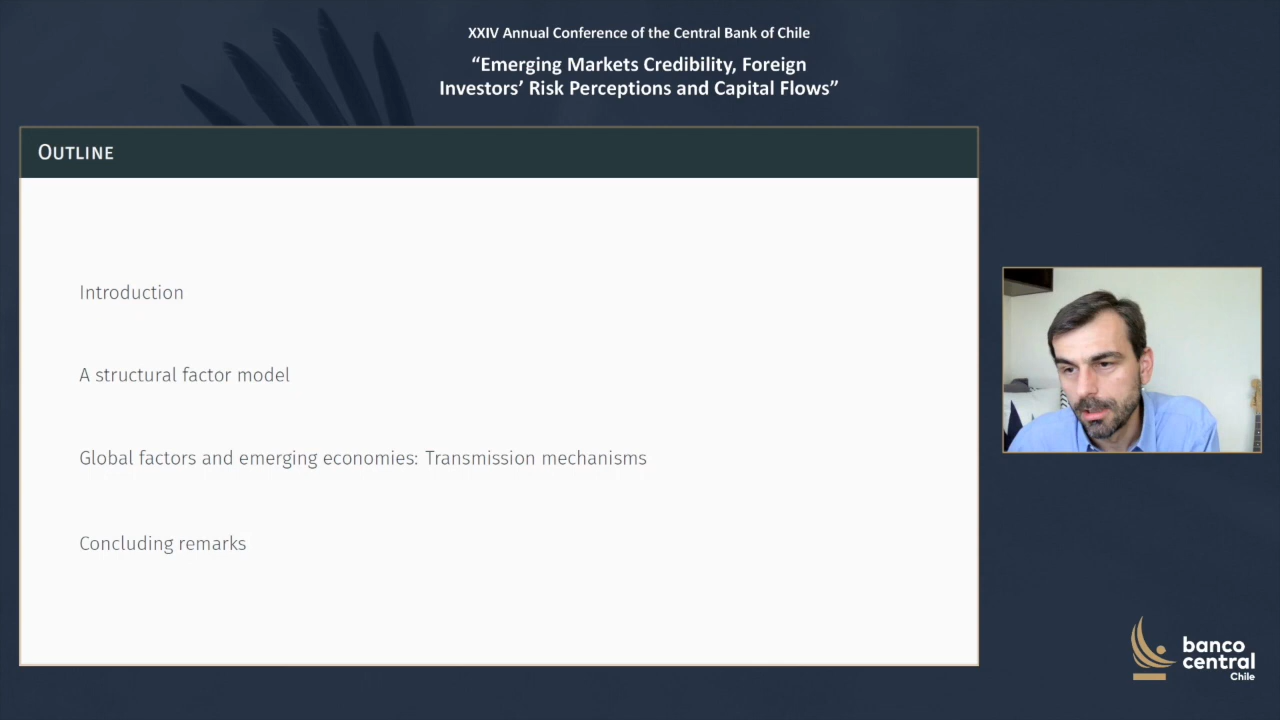 XXIV Annual Conference of the Central Bank of Chile
“Emerging Markets Credibility, Foreign
Investors’ Risk Perceptions and Capital Flows”
OUTLINE
Introduction
A structural factor model
Global factors and emerging economies: Transmission mechanisms
Concluding remarks
banco
central
Chile